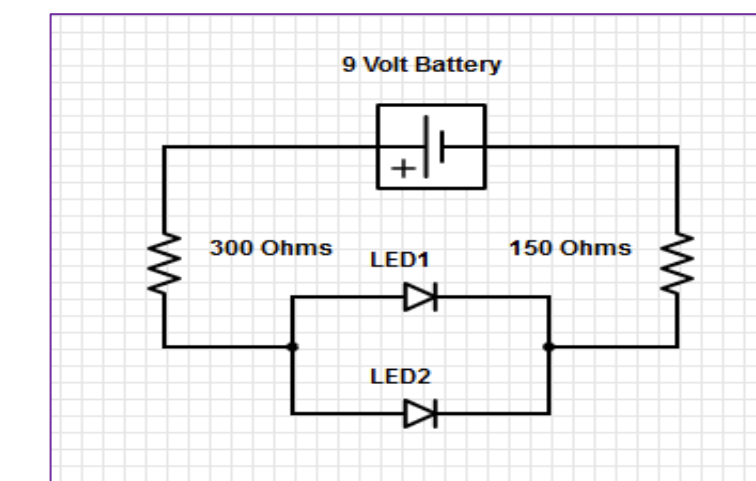 9 Volt Battery
+
300 Ohms
150 Ohms
LED1
LED2